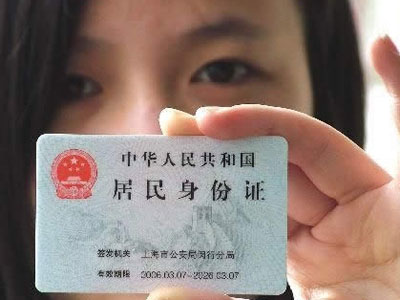 中华人民共和国
居民身份证
签发机关 上海市公安局闵行分局
有效期限 2006.03.07-2026.03.07